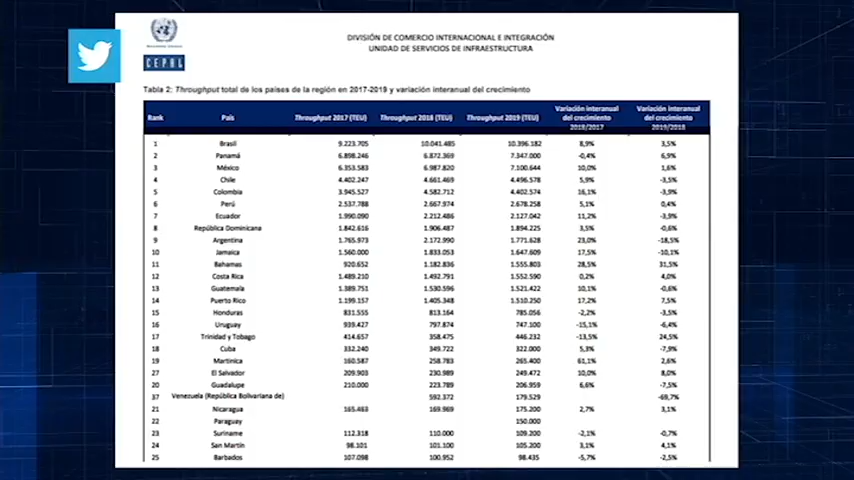 CEPAL
DIVISIÓN DE COMERCIO INTERNACIONAL E INTEGRACIÓN
UNIDAD DE SERVICIOS DE INFRAESTRUCTURA
Tabla 2: Throughput total de los países de la región en 2017-2019 y variación interanual del crecimiento
Rank País Throughput 2017 (TEU) Throughput 2018 (TEU) Throughput 2019 (TEU) Variación interanual del crecimiento 2018/2017 Variación interanual del crecimiento 2019/2018
1 Brasil 9.223.705 10.041.485 10.396.182 8,9% 3,5%
2 Panamá 6.898.246 6.872.369 7.347.000 -0,4% 6,9%
3 México 6.353.583 6.987.820 7.100.644 10,0% 1,6%
4 Chile 4.402.247 4.661.469 4.496.578 5,9% -3,5%
5 Colombia 3.945.527 4.582.712 4.402.574 16,1% -3,9%
6 Perú 2.537.788 2.667.974 2.678.258 5,1% 0,4%
7 Ecuador 1.990.090 2.212.486 2.127.042 11,2% -3,9%
8 República Dominicana 1.842.616 1.906.487 1.894.225 3,5% -0,6%
9 Argentina 1.765.973 2.172.990 1.771.628 23,0% -18,5%
10 Jamaica 1.560.000 1.833.053 1.647.609 17,5% -10,1%
11 Bahamas 920.652 1.182.836 1.555.803 28,5% 31,5%
12 Costa Rica 1.489.210 1.492.791 1.552.590 0,2% 4,0%
13 Guatemala 1.389.751 1.530.596 1.521.422 10,1% -0,6%
14 Puerto Rico 1.199.157 1.405.348 1.510.250 17,2% 7,5%
15 Honduras 831.555 813.164 785.056 -2,2% -3,5%
16 Uruguay 939.427 797.874 747.100 -15,1% -6,4%
17 Trinidad y Tobago 414.657 358.475 446.232 -13,5% 24,5%
18 Cuba 332.240 349.722 322.000 5,3% -7,9%
19 Martinica 160.587 258.783 265.400 61,1% 2,6%
27 El Salvador 209.903 230.989 249.472 10,0% 8,0%
20 Guadalupe 210.000 223.789 206.959 6,6% -7,5%
37 Venezuela (República Bolivariana de) 592.372 179.529 -69,7%
21 Nicaragua 165.463 169.969 175.200 2,7% 3,1%
22 Paraguay 150.000
23 Suriname 112.318 110.000 109.200 -2,1% -0,7%
24 San Martín 98.101 101.100 105.200 3,1% 4,1%
25 Barbados 107.098 100.952 98.435 -5,7% -2,5%